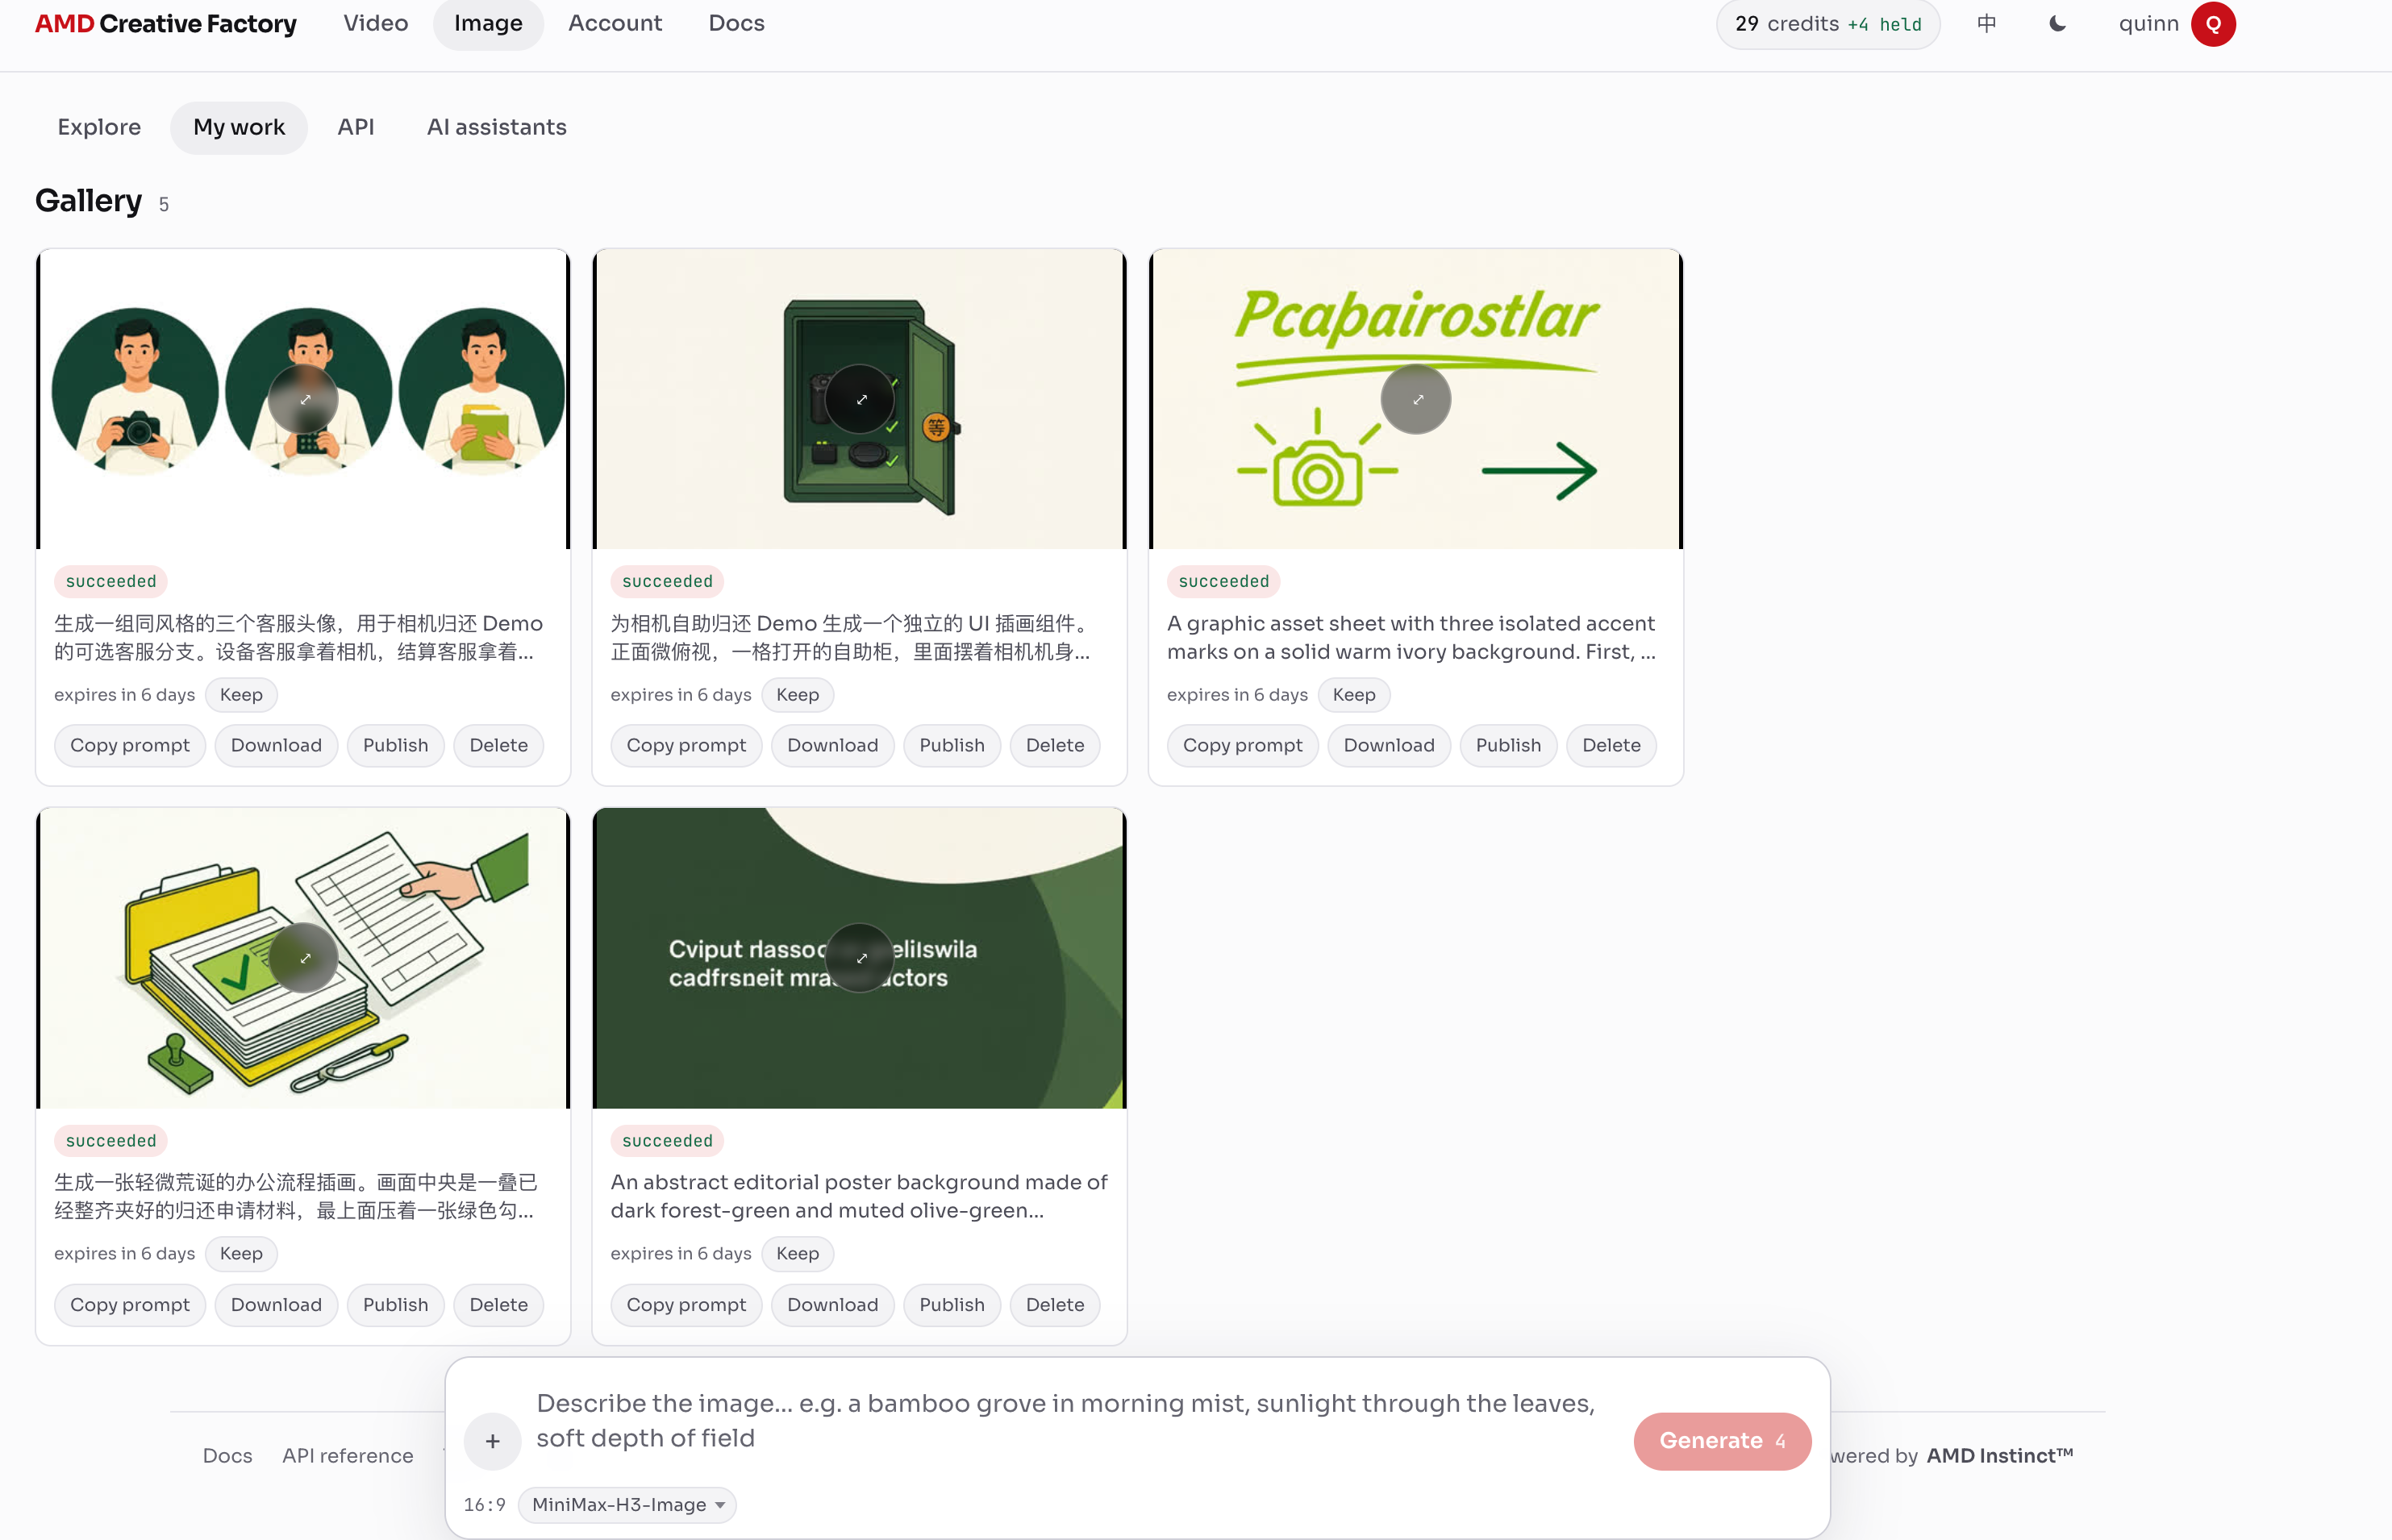 AMD Creative Factory Video Image Account Docs 29 credits +4 held 中 quinn Q
Explore My work API AI assistants
Gallery 5
等
Pcabairostlar
succeeded
生成一组同风格的三个客服头像，用于相机归还 Demo
的可选客服分支。设备客服拿着相机，结算客服拿着...
expires in 6 days Keep
Copy prompt Download Publish Delete
succeeded
为相机自助归还 Demo 生成一个独立的 UI 插画组件。
正面微俯视，一格打开的自助柜，里面摆着相机机身...
expires in 6 days Keep
Copy prompt Download Publish Delete
succeeded
A graphic asset sheet with three isolated accent
marks on a solid warm ivory background. First, ...
expires in 6 days Keep
Copy prompt Download Publish Delete
Cviput
cadfrsneit
succeeded
生成一张轻微荒诞的办公流程插画。画面中央是一叠已
经整齐夹好的归还申请材料，最上面压着一张绿色勾...
expires in 6 days Keep
Copy prompt Download Publish Delete
succeeded
An abstract editorial poster background made of
dark forest-green and muted olive-green...
expires in 6 days Keep
Copy prompt Download Publish Delete
Describe the image... e.g. a bamboo grove in morning mist, sunlight through the leaves,
soft depth of field
+ Generate 4
16:9 MiniMax-H3-Image
Docs API reference AMD Instinct™